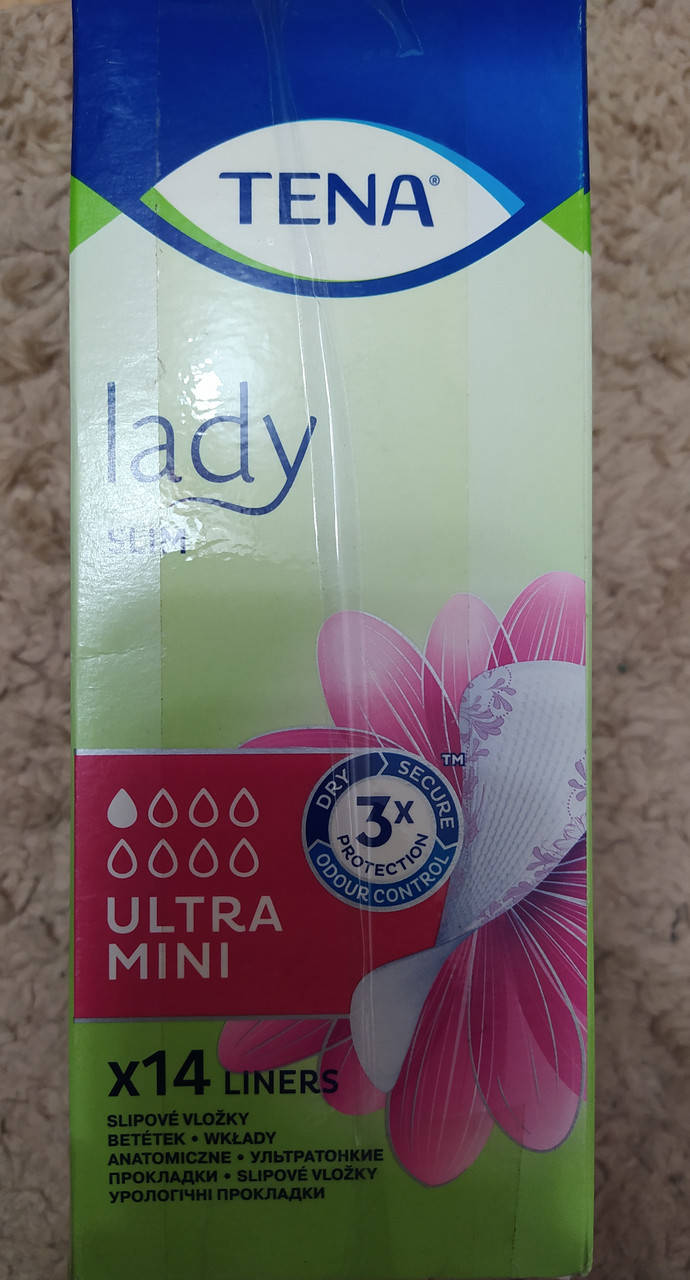 TENA®
lady
SLIM
DRY
SECURE
3x
PROTECTION
ODOUR CONTROL
TM
ULTRA
MINI
x14 LINERS
SLIPOVÉ VLOŽKY
BETÉTEK • WKŁADY
ANATOMICZNE • УЛЬТРАТОНКИЕ
ПРОКЛАДКИ • SLIPOVÉ VLOŽKY
УРОЛОГІЧНІ ПРОКЛАДКИ